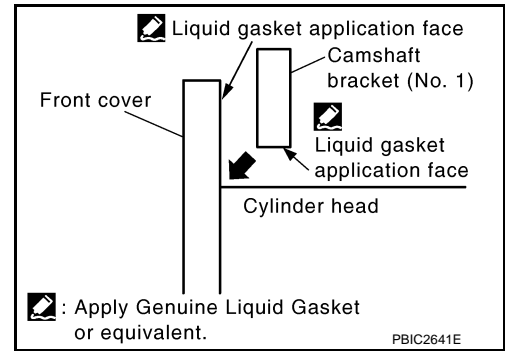 Liquid gasket application face
Camshaft
bracket (No. 1)
Front cover
Liquid gasket
application face
Cylinder head
: Apply Genuine Liquid Gasket
or equivalent.
PBIC2641E